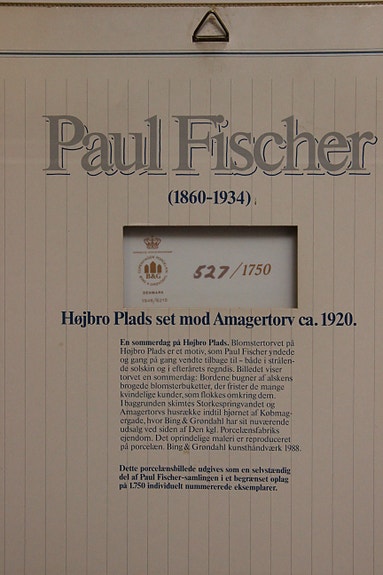 Paul Fischer
(1860-1934)
B&G
527/1750
Højbro Plads set mod Amagertorv ca. 1920.
En sommerdag på Højbro Plads. Blomstertorvet på
Højbro Plads er et motiv, som Paul Fischer yndede
og gang på gang vendte tilbage til – både i strålen-
de solskin og i efterårets regndis. Billedet viser
torvet en sommerdag: Bordene bugner af alskens
brogede blomsterbuketter, der frister de mange
kvindelige kunder, som flokkes omkring dem.
I baggrunden skimtes Storkespringvandet og
Amagertorvs husrække indtil hjørnet af Købmag-
ergade, hvor Bing & Grøndahl har sit nuværende
udsalg ved siden af Den kgl. Porcelænsfabriks
ejendom. Det oprindelige maleri er reproduceret
på porcelæn. Bing & Grøndahl kunsthåndværk 1988.
Dette porcelænsbillede udgives som en selvstændig
del af Paul Fischer-samlingen i et begrænset oplag
på 1.750 individuelt nummererede eksemplarer.